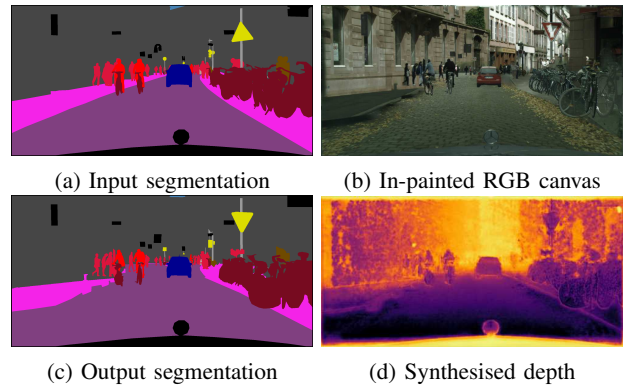 (a) Input segmentation
(b) In-painted RGB canvas
(c) Output segmentation
(d) Synthesised depth